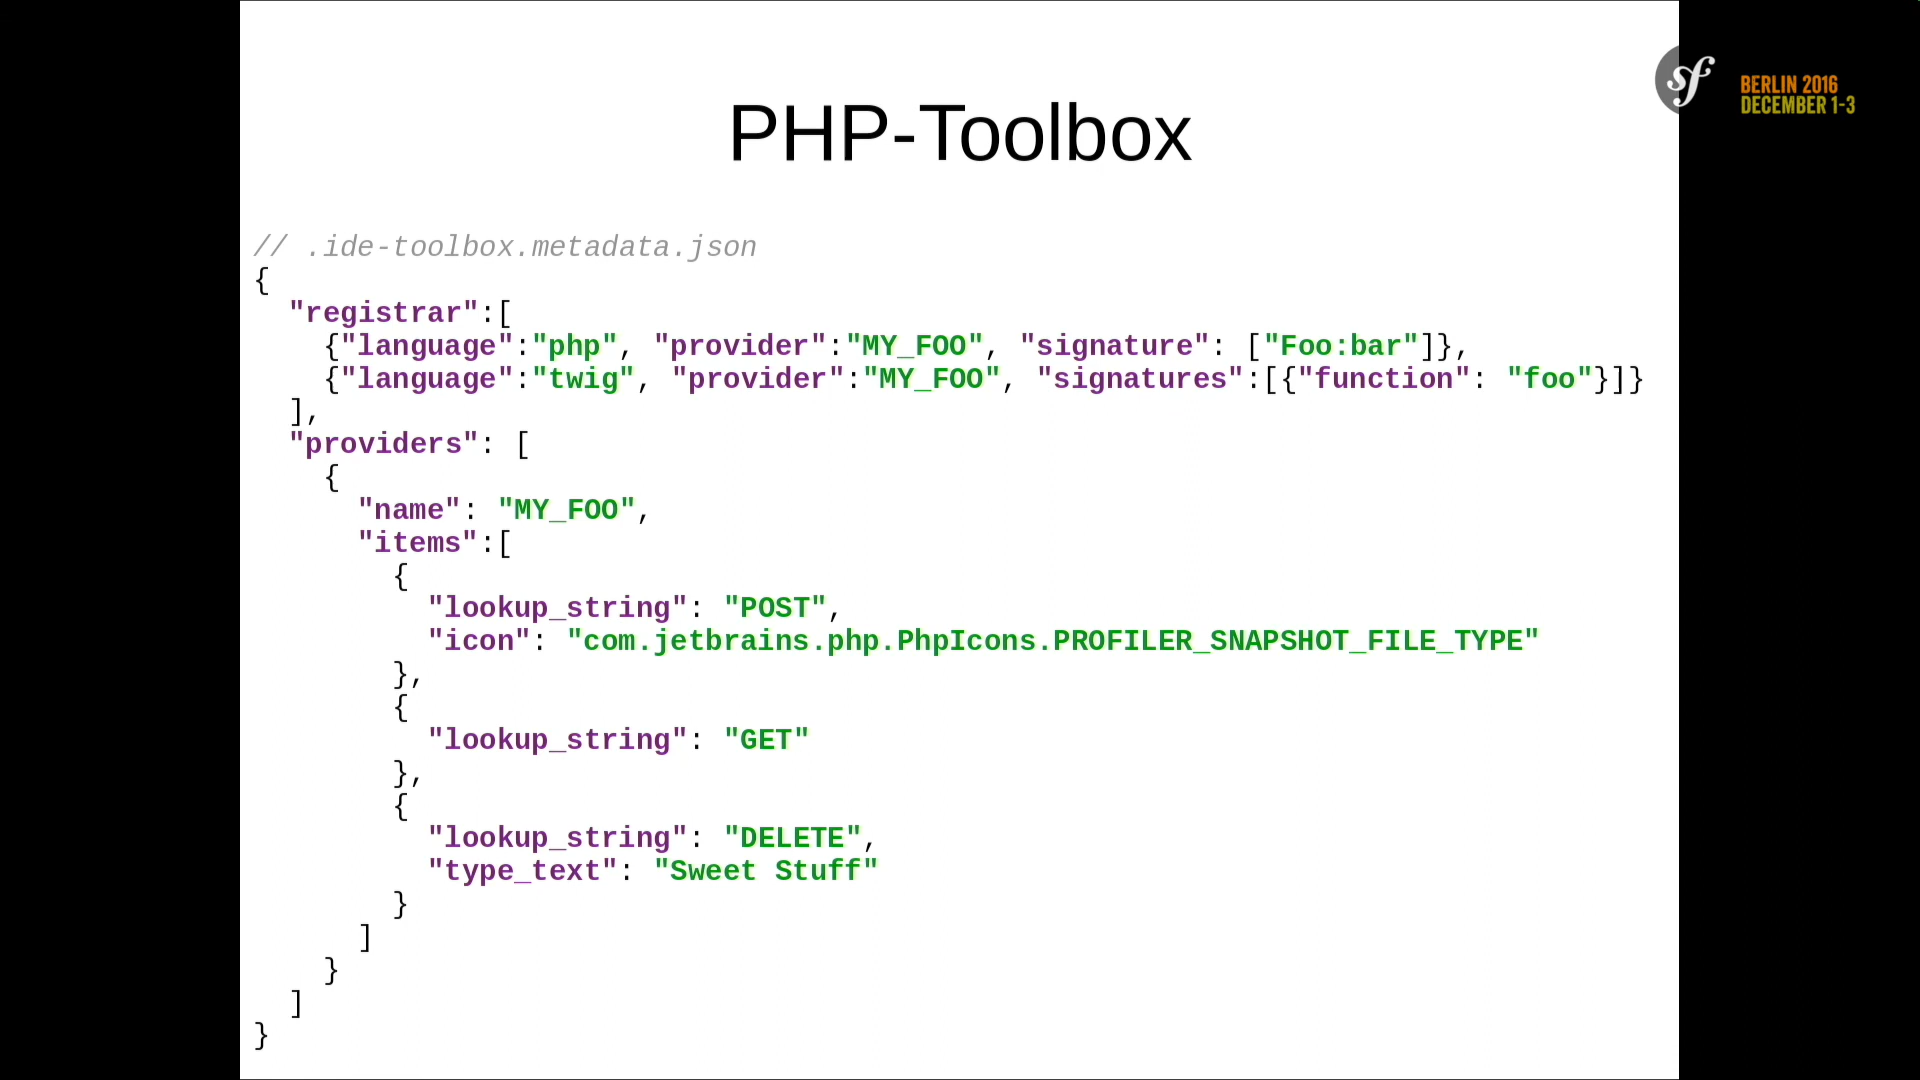 sf
BERLIN 2016
DECEMBER 1-3
PHP-Toolbox
// .ide-toolbox.metadata.json
{
  "registrar":[
    {"language":"php", "provider":"MY_FOO", "signature": ["Foo:bar"]},
    {"language":"twig", "provider":"MY_FOO", "signatures":[{"function": "foo"}]}
  ],
  "providers": [
    {
      "name": "MY_FOO",
      "items":[
        {
          "lookup_string": "POST",
          "icon": "com.jetbrains.php.PhpIcons.PROFILER_SNAPSHOT_FILE_TYPE"
        },
        {
          "lookup_string": "GET"
        },
        {
          "lookup_string": "DELETE",
          "type_text": "Sweet Stuff"
        }
      ]
    }
  ]
}